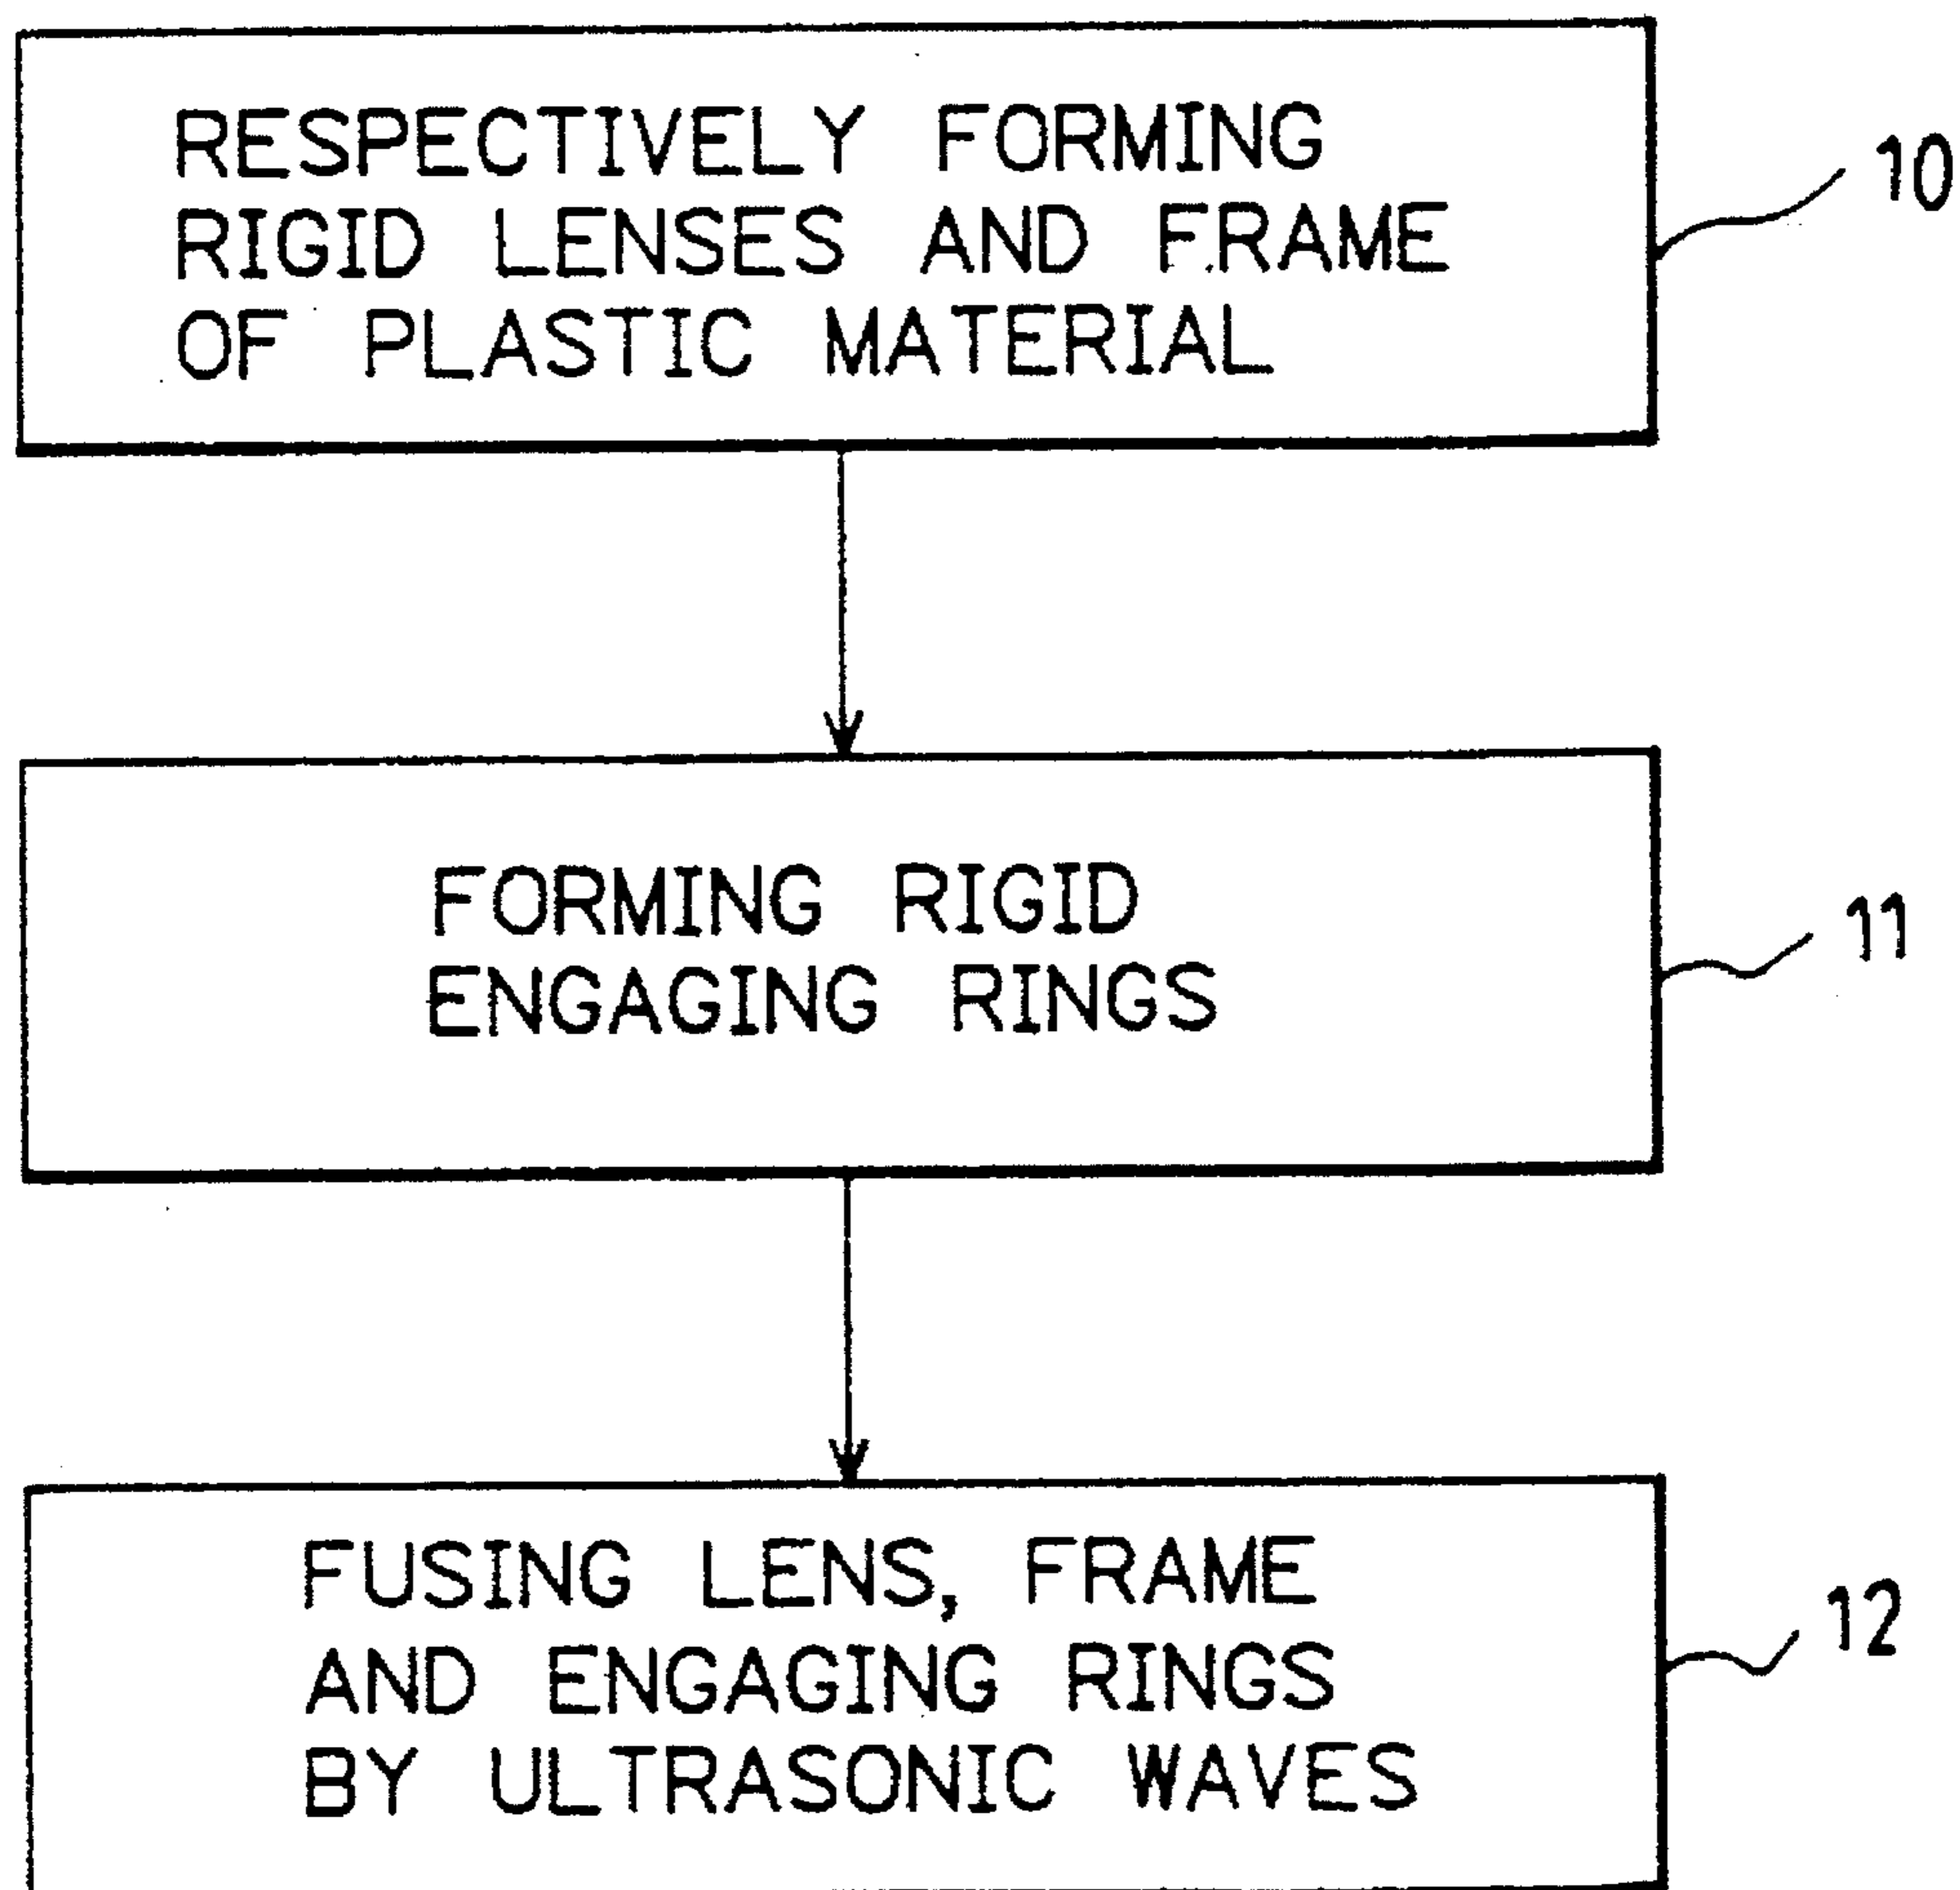 RESPECTIVELY FORMING
RIGID LENSES AND FRAME
OF PLASTIC MATERIAL
10
FORMING RIGID
ENGAGING RINGS
11
FUSING LENS, FRAME
AND ENGAGING RINGS
BY ULTRASONIC WAVES
12